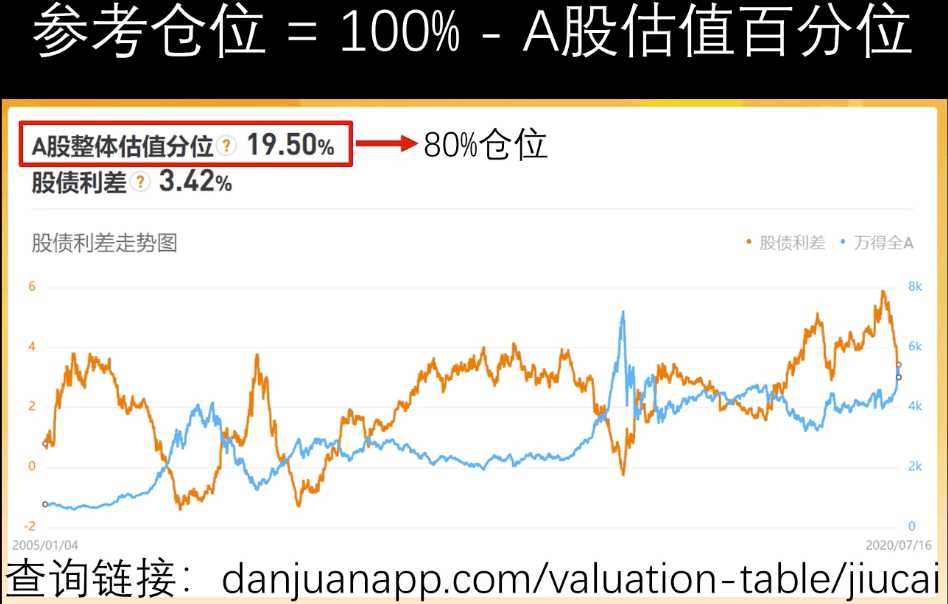 参考仓位 = 100% - A股估值百分位
A股整体估值分位 ? 19.50% 80%仓位
股债利差 ? 3.42%
股债利差走势图 股债利差 万得全A
6 8k
4 6k
2 4k
0 2k
-2 0
2005/01/04 2020/07/16
查询链接：danjuanapp.com/valuation-table/jiucai